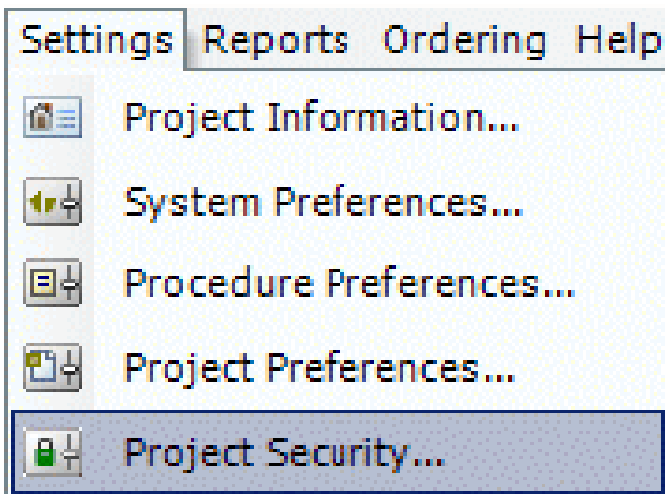 Settings Reports Ordering Help
Project Information...
System Preferences...
Procedure Preferences...
Project Preferences...
Project Security...